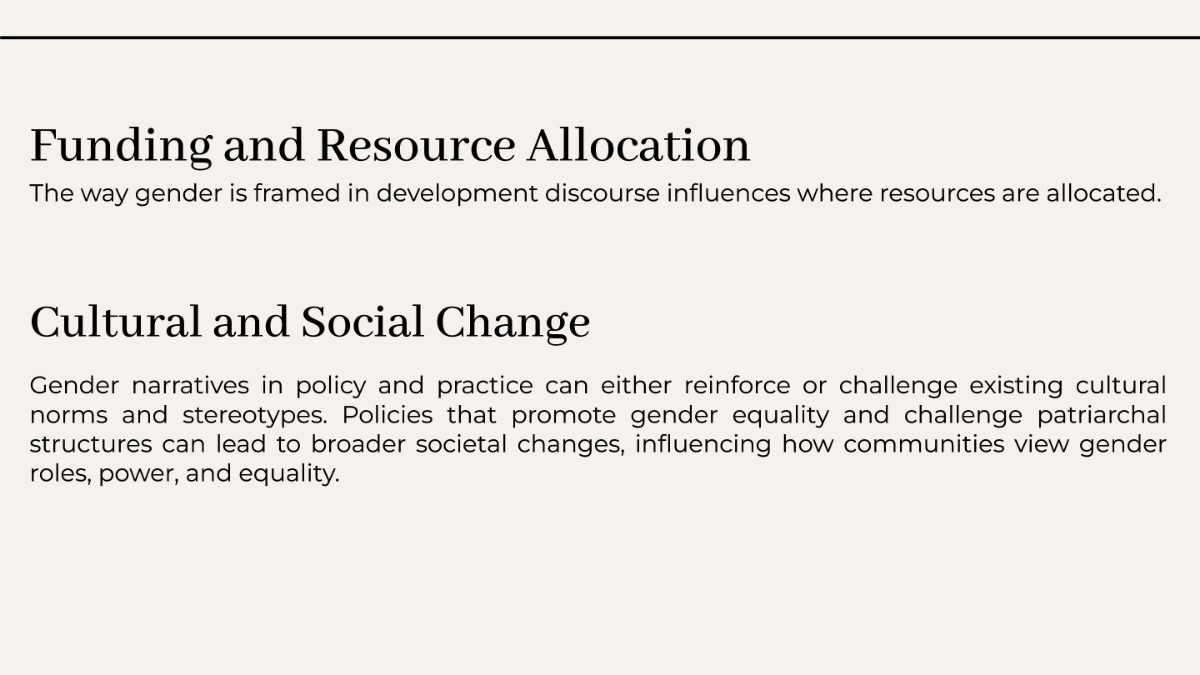 Funding and Resource Allocation
The way gender is framed in development discourse influences where resources are allocated.
Cultural and Social Change
Gender narratives in policy and practice can either reinforce or challenge existing cultural
norms and stereotypes. Policies that promote gender equality and challenge patriarchal
structures can lead to broader societal changes, influencing how communities view gender
roles, power, and equality.